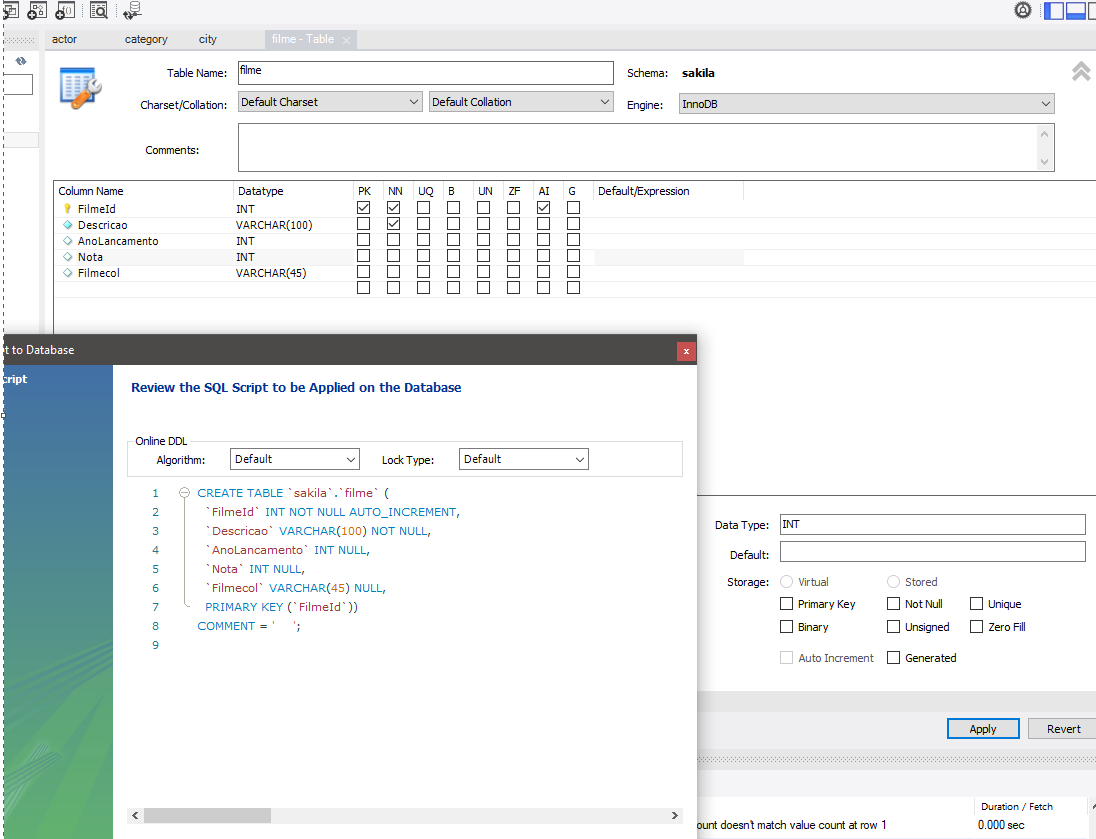 actor category city filme - Table
Table Name: filme Schema: sakila
Charset/Collation: Default Charset Default Collation Engine: InnoDB
Comments:
Column Name Datatype PK NN UQ B UN ZF AI G Default/Expression
FilmeId INT
Descricao VARCHAR(100)
AnoLancamento INT
Nota INT
Filmecol VARCHAR(45)
t to Database
cript
Review the SQL Script to be Applied on the Database
Online DDL
Algorithm: Default Lock Type: Default
1 CREATE TABLE `sakila`.`filme` (
2 `FilmeId` INT NOT NULL AUTO_INCREMENT,
3 `Descricao` VARCHAR(100) NOT NULL,
4 `AnoLancamento` INT NULL,
5 `Nota` INT NULL,
6 `Filmecol` VARCHAR(45) NULL,
7 PRIMARY KEY (`FilmeId`))
8 COMMENT = '   ';
9
Data Type: INT
Default:
Storage: Virtual Stored
Primary Key Not Null Unique
Binary Unsigned Zero Fill
Auto Increment Generated
Apply Revert
Duration / Fetch
ount doesn't match value count at row 1 0.000 sec